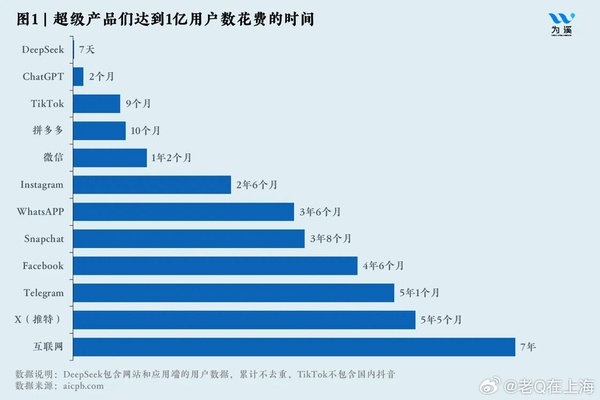 图1｜超级产品们达到1亿用户数花费的时间
为溪
DeepSeek 7天
ChatGPT 2个月
TikTok 9个月
拼多多 10个月
微信 1年2个月
Instagram 2年6个月
WhatsAPP 3年6个月
Snapchat 3年8个月
Facebook 4年6个月
Telegram 5年1个月
X（推特） 5年5个月
互联网 7年
数据说明：DeepSeek包含网站和应用端的用户数据，累计不去重，TikTok不包含国内抖音
数据来源：aicpb.com
@老Q在上海